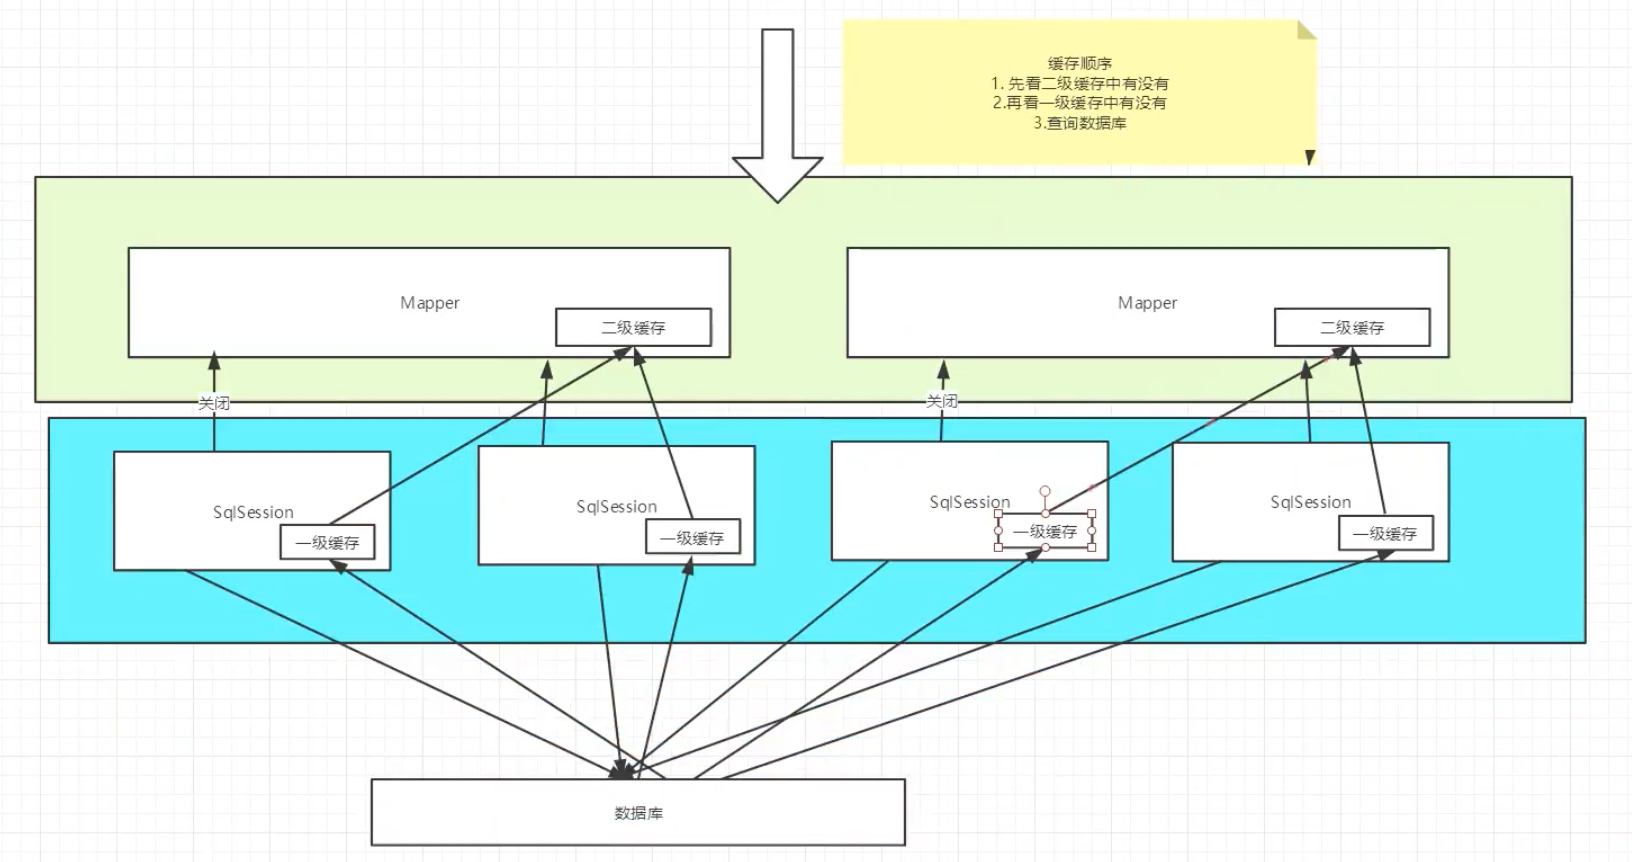 缓存顺序
1. 先看二级缓存中有没有
2.再看一级缓存中有没有
3.查询数据库
Mapper
二级缓存
Mapper
二级缓存
关闭
关闭
SqlSession
一级缓存
SqlSession
一级缓存
SqlSession
一级缓存
SqlSession
一级缓存
数据库